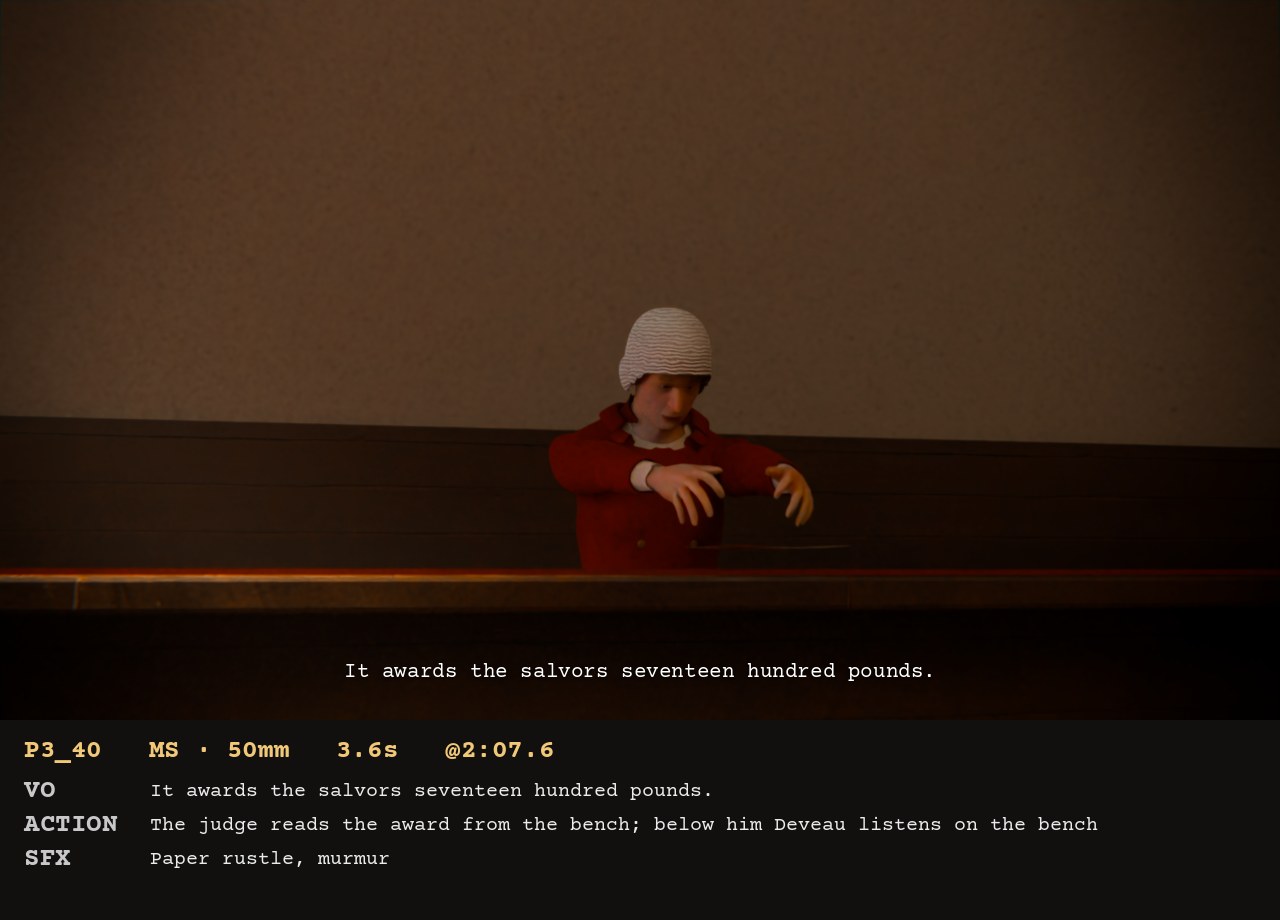 It awards the salvors seventeen hundred pounds.
P3_40 MS · 50mm 3.6s @2:07.6
VO It awards the salvors seventeen hundred pounds.
ACTION The judge reads the award from the bench; below him Deveau listens on the bench
SFX Paper rustle, murmur